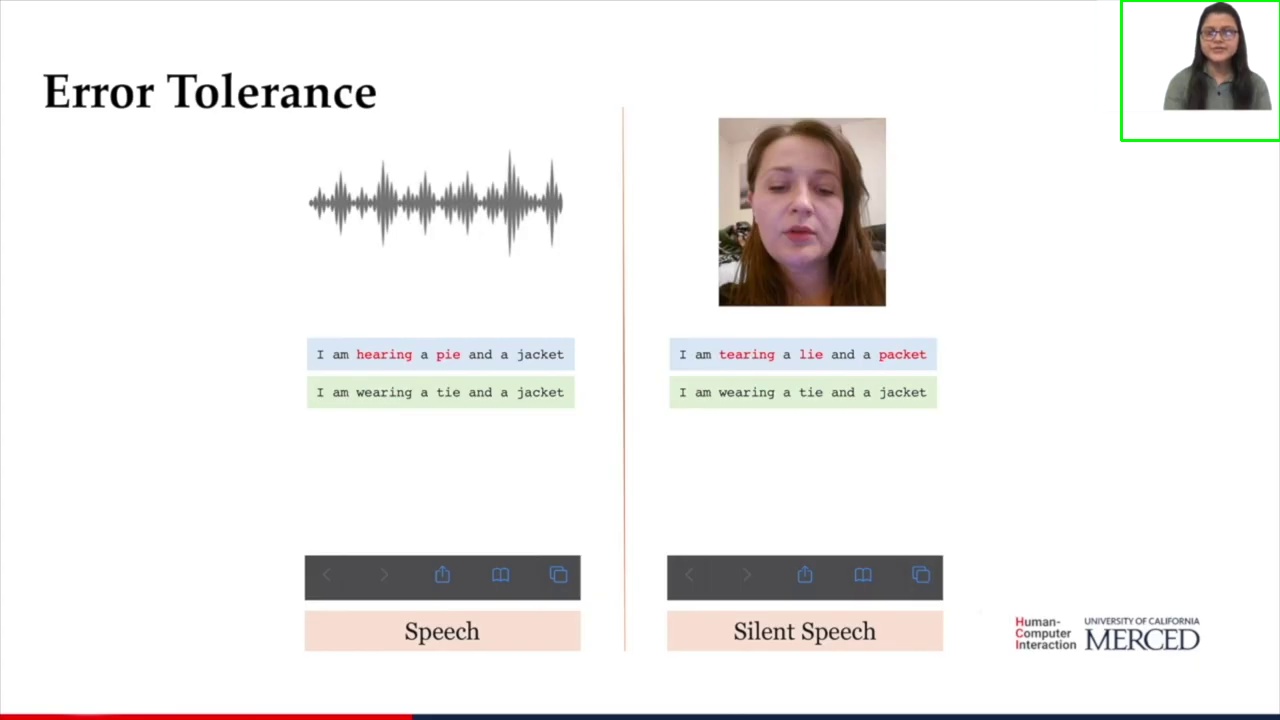 Error Tolerance
I am hearing a pie and a jacket
I am wearing a tie and a jacket
Speech
I am tearing a lie and a packet
I am wearing a tie and a jacket
Silent Speech
Human-
Computer
Interaction
UNIVERSITY OF CALIFORNIA
MERCED